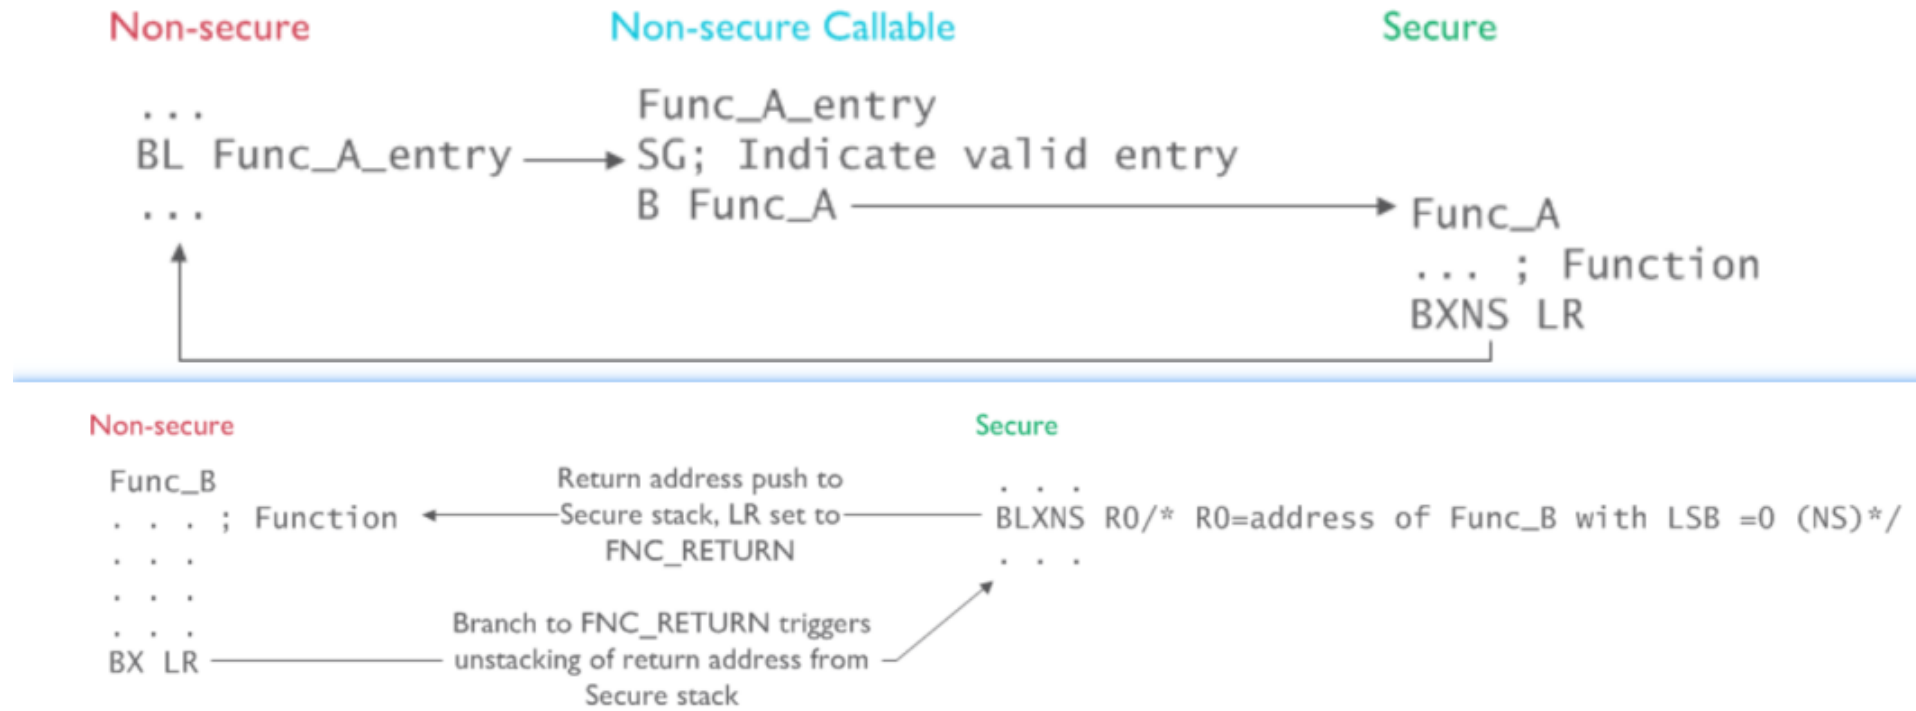 Non-secure
Non-secure Callable
Secure
...
BL Func_A_entry
...
Func_A_entry
SG; Indicate valid entry
B Func_A
Func_A
... ; Function
BXNS LR
Non-secure
Secure
Func_B
. . . ; Function
. . .
. . .
. . .
BX LR
Return address push to
Secure stack, LR set to
FNC_RETURN
. . .
BLXNS R0/* R0=address of Func_B with LSB =0 (NS)*/
. . .
Branch to FNC_RETURN triggers
unstacking of return address from
Secure stack